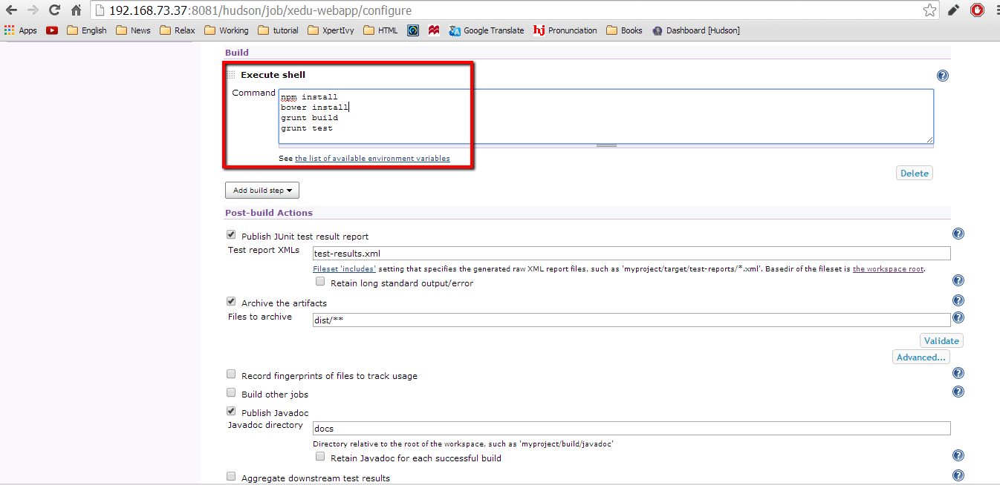 192.168.73.37:8081/hudson/job/xedu-webapp/configure
Apps English News Relax Working tutorial XpertIvy HTML Google Translate hj Pronunciation Books Dashboard [Hudson]
Build
Execute shell
Command
npm install
bower install
grunt build
grunt test
See the list of available environment variables
Delete
Add build step
Post-build Actions
Publish JUnit test result report
Test report XMLs
test-results.xml
Fileset 'includes' setting that specifies the generated raw XML report files, such as 'myproject/target/test-reports/*.xml'. Basedir of the fileset is the workspace root.
Retain long standard output/error
Archive the artifacts
Files to archive
dist/**
Validate
Advanced...
Record fingerprints of files to track usage
Build other jobs
Publish Javadoc
Javadoc directory
docs
Directory relative to the root of the workspace, such as 'myproject/build/javadoc'
Retain Javadoc for each successful build
Aggregate downstream test results